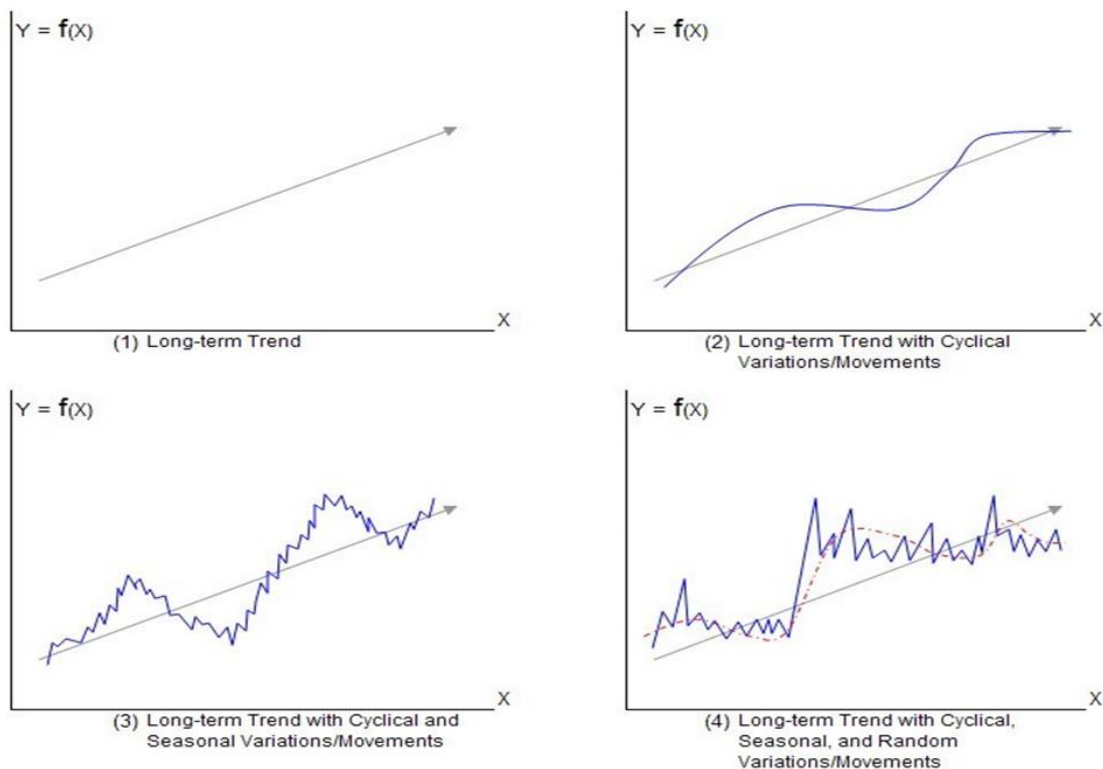 Y = f(X)
X
(1) Long-term Trend
Y = f(X)
X
(2) Long-term Trend with Cyclical
Variations/Movements
Y = f(X)
X
(3) Long-term Trend with Cyclical and
Seasonal Variations/Movements
Y = f(X)
X
(4) Long-term Trend with Cyclical,
Seasonal, and Random
Variations/Movements